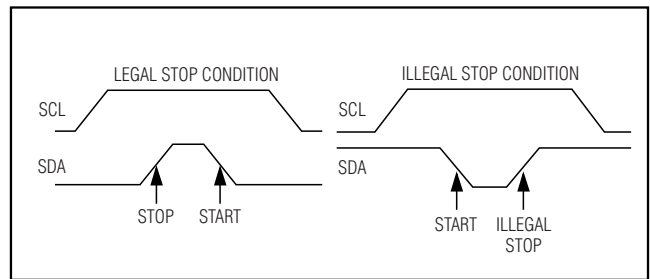 LEGAL STOP CONDITION
SCL
SDA
STOP START
ILLEGAL STOP CONDITION
SCL
SDA
START ILLEGAL
STOP